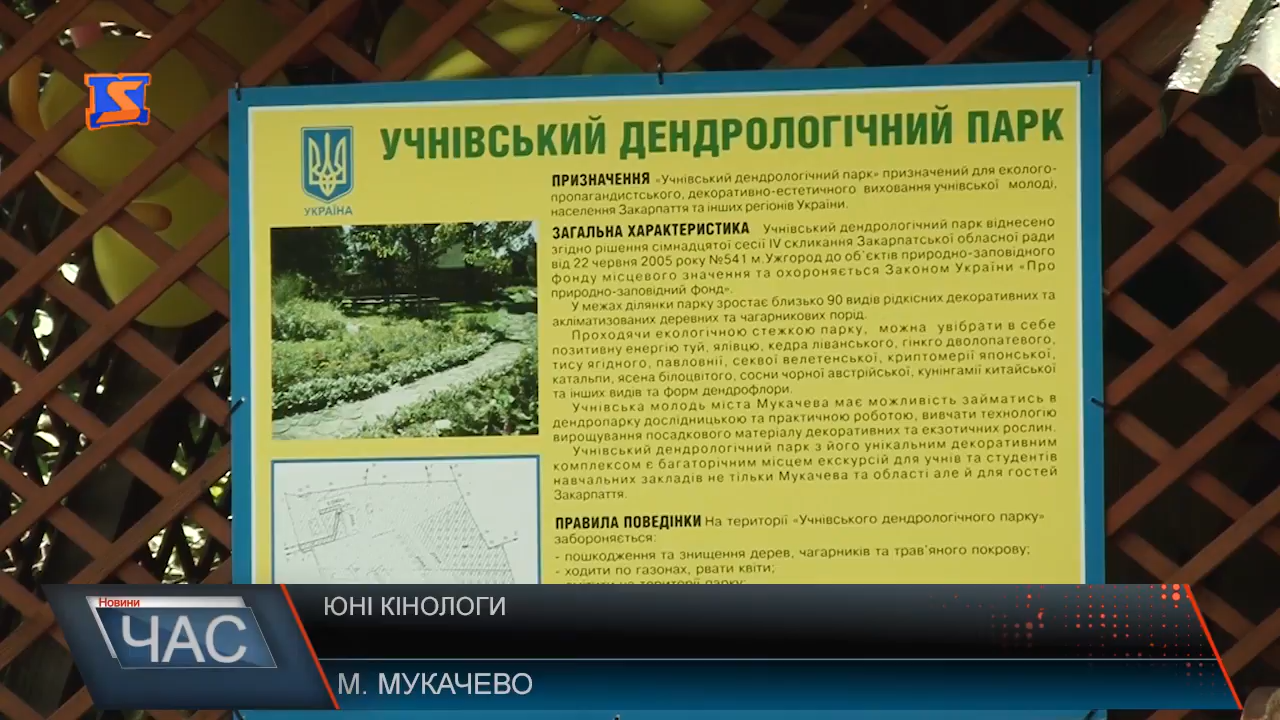 УЧНІВСЬКИЙ ДЕНДРОЛОГІЧНИЙ ПАРК
УКРАЇНА
ПРИЗНАЧЕННЯ «Учнівський дендрологічний парк» призначений для еколого-
пропагандистського, декоративно-естетичного виховання учнівської молоді,
населення Закарпаття та інших регіонів України.
ЗАГАЛЬНА ХАРАКТЕРИСТИКА Учнівський дендрологічний парк віднесено
згідно рішення сімнадцятої сесії IV скликання Закарпатської обласної ради
від 22 червня 2005 року №541 м.Ужгород до об`єктів природно-заповідного
фонду місцевого значення та охороняється Законом України «Про
природно-заповідний фонд».
У межах ділянки парку зростає близько 90 видів рідкісних декоративних та
акліматизованих деревних та чагарникових порід.
Проходячи екологічною стежкою парку, можна увібрати в себе
позитивну енергію туй, ялівцю, кедра ліванського, гінкго дволопатевого,
тису ягідного, павловнії, секвої велетенської, криптомерії японської,
катальпи, ясена білоцвітого, сосни чорної австрійської, кунінгамії китайської
та інших видів та форм дендрофлори.
Учнівська молодь міста Мукачева має можливість займатись в
дендропарку дослідницькою та практичною роботою, вивчати технологію
вирощування посадкового матеріалу декоративних та екзотичних рослин.
Учнівський дендрологічний парк з його унікальним декоративним
комплексом є багаторічним місцем екскурсій для учнів та студентів
навчальних закладів не тільки Мукачева та області але й для гостей
Закарпаття.
ПРАВИЛА ПОВЕДІНКИ На території «Учнівського дендрологічного парку»
забороняється:
- пошкодження та знищення дерев, чагарників та трав`яного покрову;
- ходити по газонах, рвати квіти;
на території парку;
Новини
ЧАС
ЮНІ КІНОЛОГИ
М. МУКАЧЕВО